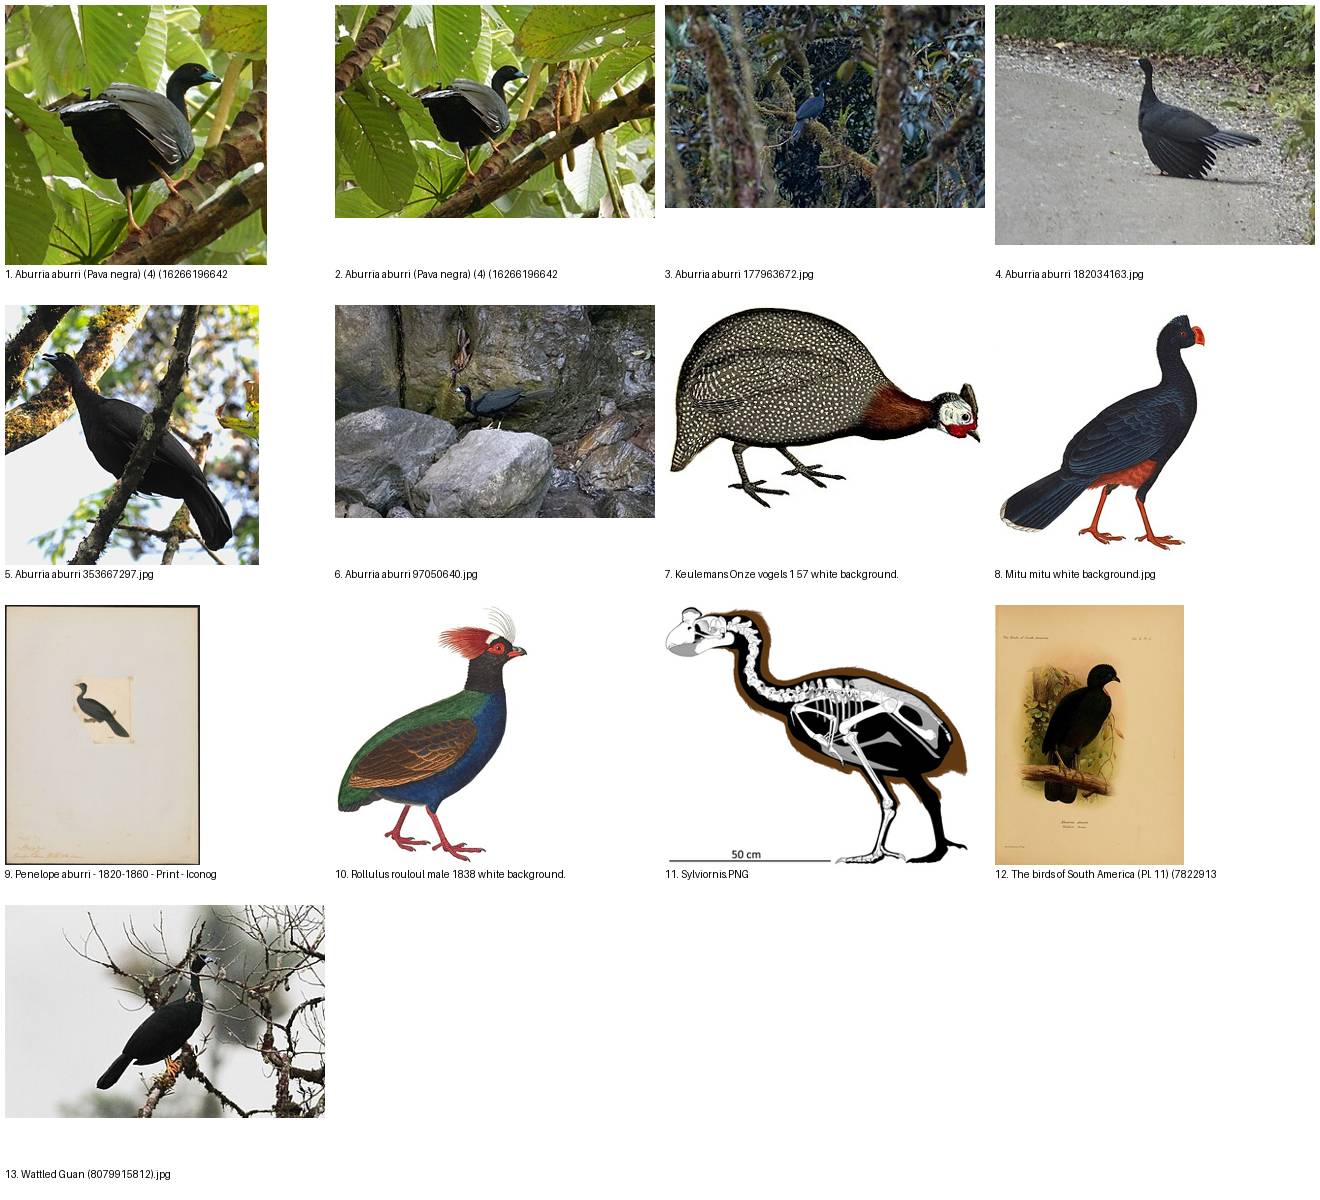 1. Aburria aburri (Pava negra) (4) (16266196642
2. Aburria aburri (Pava negra) (4) (16266196642
3. Aburria aburri 177963672.jpg
4. Aburria aburri 182034163.jpg
5. Aburria aburri 353667297.jpg
6. Aburria aburri 97050640.jpg
7. Keulemans Onze vogels 1 57 white background.
8. Mitu mitu white background.jpg
50 cm
9. Penelope aburri - 1820-1860 - Print - Iconog
10. Rollulus rouloul male 1838 white background.
11. Sylviornis.PNG
12. The birds of South America (Pl. 11) (7822913
13. Wattled Guan (8079915812).jpg